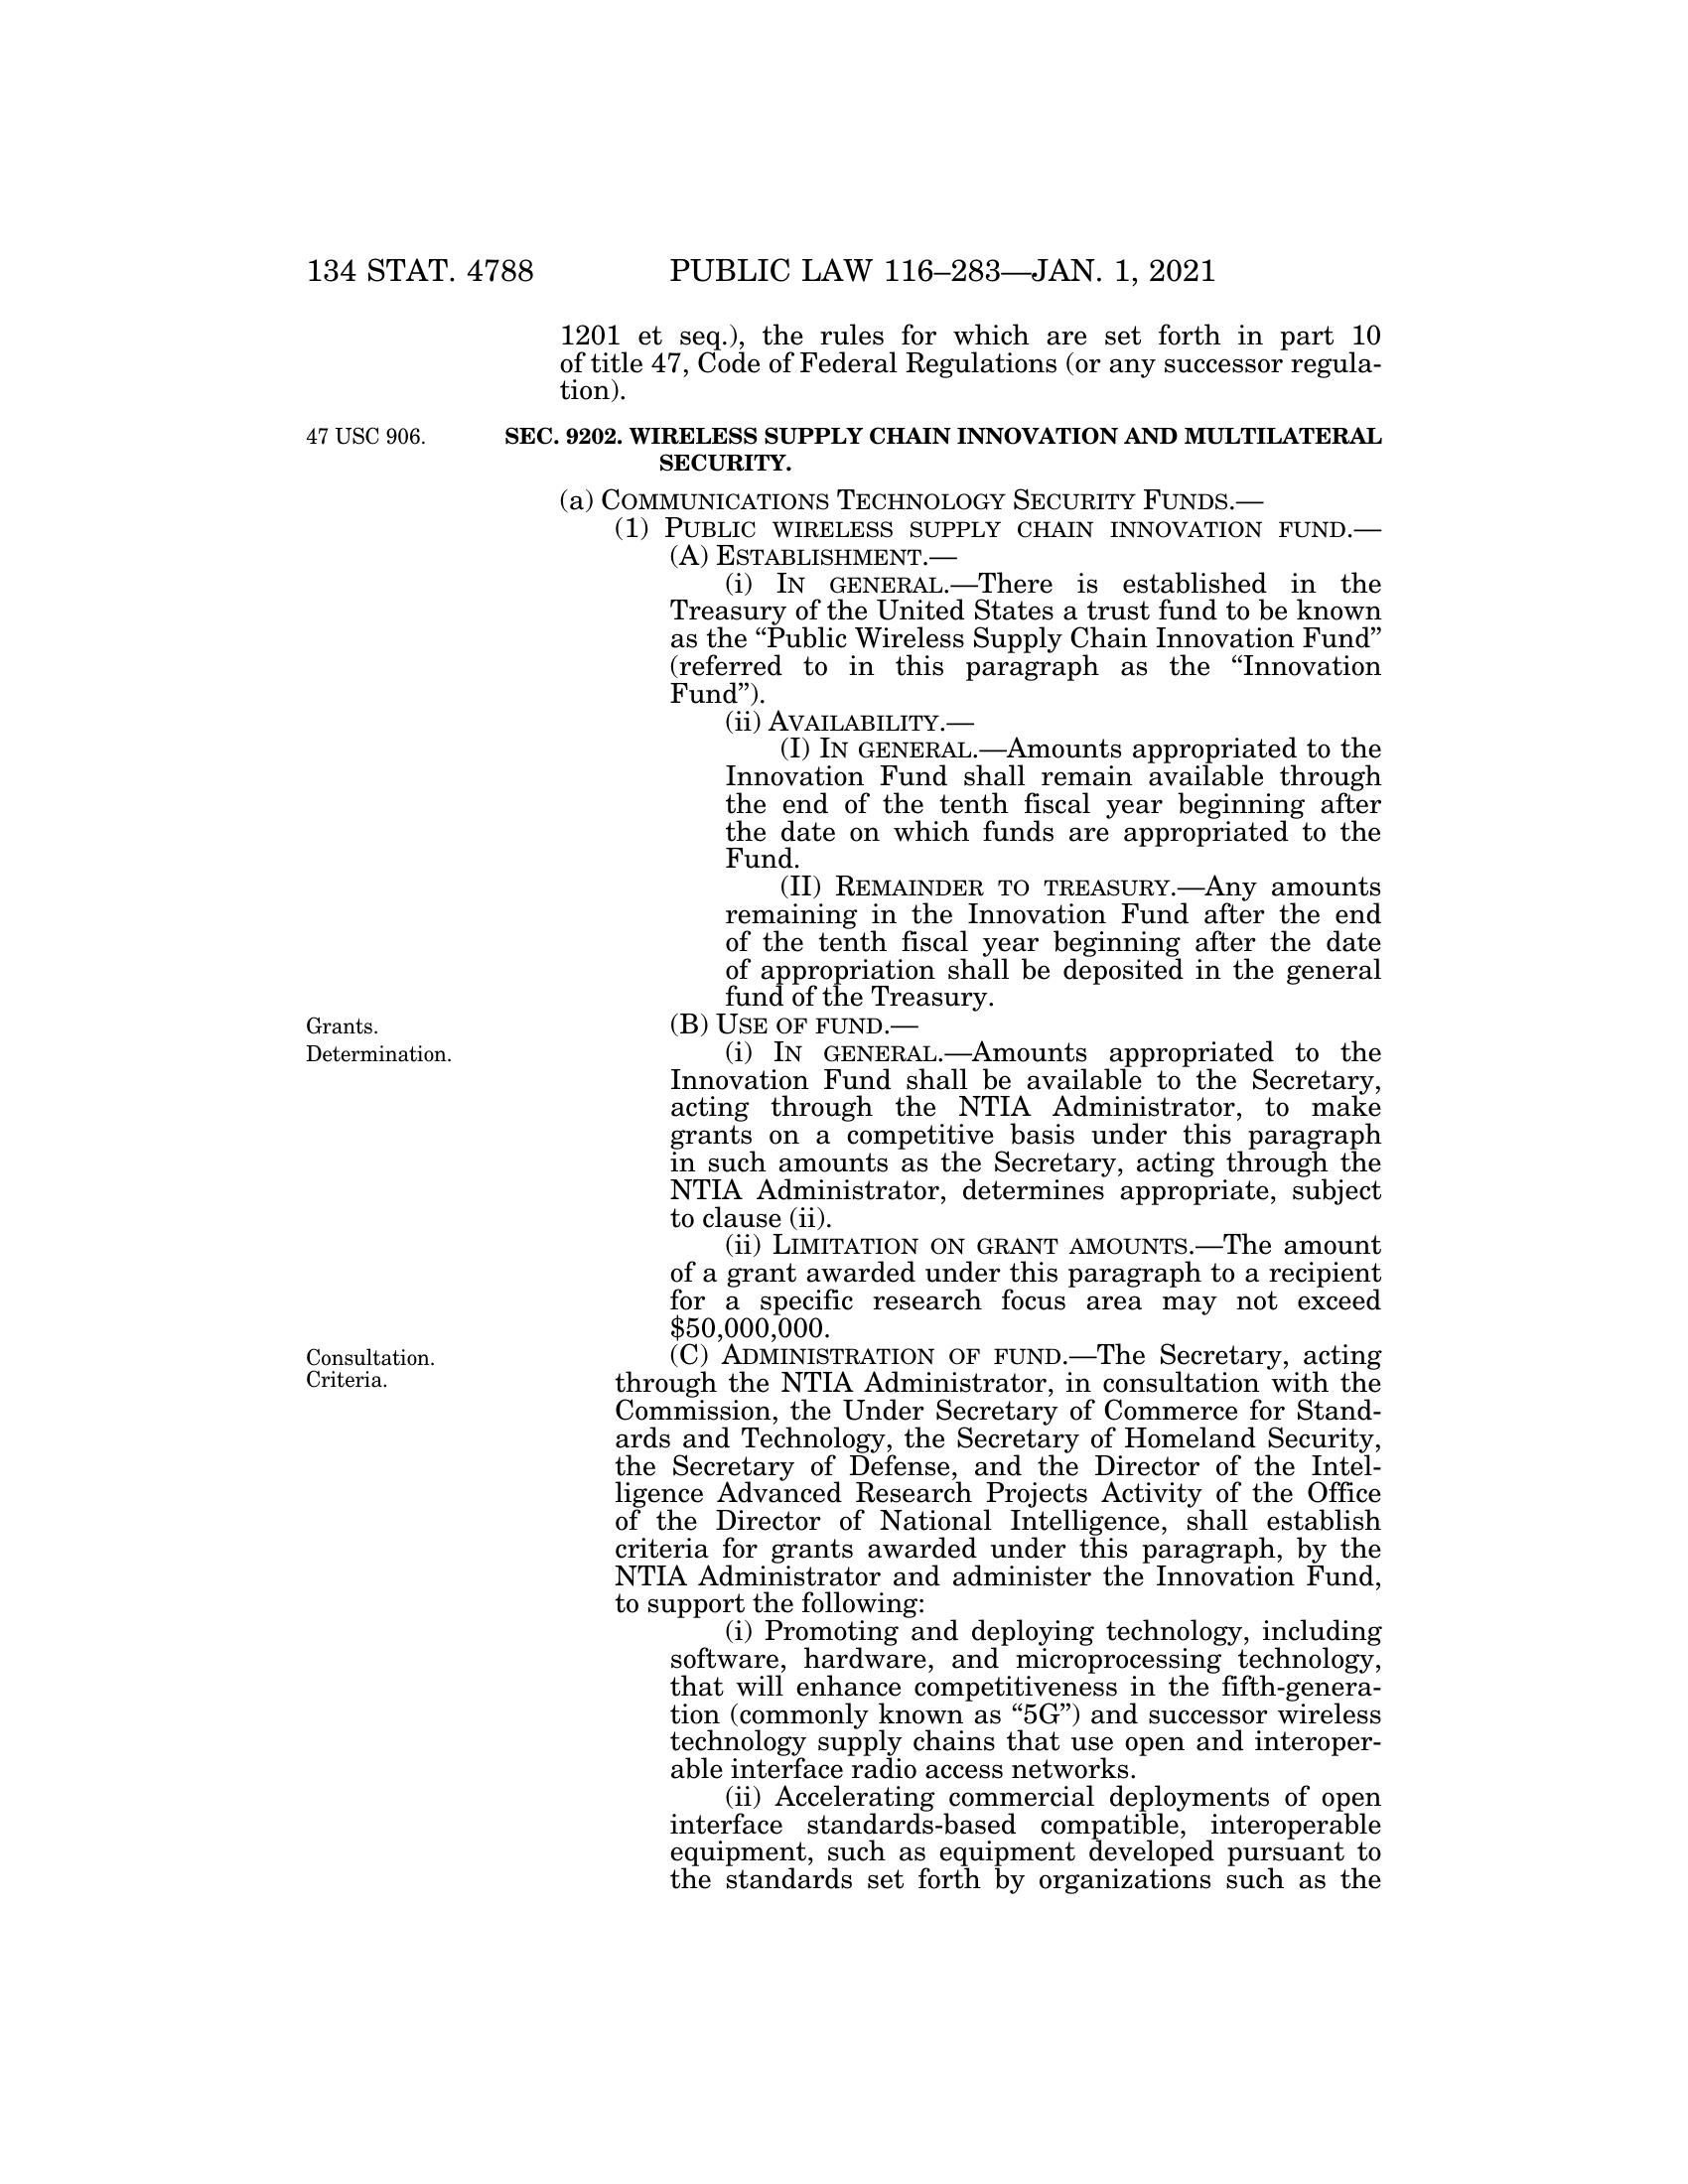 134 STAT. 4788 PUBLIC LAW 116–283—JAN. 1, 2021
1201 et seq.), the rules for which are set forth in part 10
of title 47, Code of Federal Regulations (or any successor regula-
tion).
47 USC 906.
SEC. 9202. WIRELESS SUPPLY CHAIN INNOVATION AND MULTILATERAL
SECURITY.
(a) COMMUNICATIONS TECHNOLOGY SECURITY FUNDS.—
(1) PUBLIC WIRELESS SUPPLY CHAIN INNOVATION FUND.—
(A) ESTABLISHMENT.—
(i) IN GENERAL.—There is established in the
Treasury of the United States a trust fund to be known
as the “Public Wireless Supply Chain Innovation Fund”
(referred to in this paragraph as the “Innovation
Fund”).
(ii) AVAILABILITY.—
(I) IN GENERAL.—Amounts appropriated to the
Innovation Fund shall remain available through
the end of the tenth fiscal year beginning after
the date on which funds are appropriated to the
Fund.
(II) REMAINDER TO TREASURY.—Any amounts
remaining in the Innovation Fund after the end
of the tenth fiscal year beginning after the date
of appropriation shall be deposited in the general
fund of the Treasury.
Grants.
(B) USE OF FUND.—
Determination.
(i) IN GENERAL.—Amounts appropriated to the
Innovation Fund shall be available to the Secretary,
acting through the NTIA Administrator, to make
grants on a competitive basis under this paragraph
in such amounts as the Secretary, acting through the
NTIA Administrator, determines appropriate, subject
to clause (ii).
(ii) LIMITATION ON GRANT AMOUNTS.—The amount
of a grant awarded under this paragraph to a recipient
for a specific research focus area may not exceed
$50,000,000.
Consultation.
Criteria.
(C) ADMINISTRATION OF FUND.—The Secretary, acting
through the NTIA Administrator, in consultation with the
Commission, the Under Secretary of Commerce for Stand-
ards and Technology, the Secretary of Homeland Security,
the Secretary of Defense, and the Director of the Intel-
ligence Advanced Research Projects Activity of the Office
of the Director of National Intelligence, shall establish
criteria for grants awarded under this paragraph, by the
NTIA Administrator and administer the Innovation Fund,
to support the following:
(i) Promoting and deploying technology, including
software, hardware, and microprocessing technology,
that will enhance competitiveness in the fifth-genera-
tion (commonly known as “5G”) and successor wireless
technology supply chains that use open and interoper-
able interface radio access networks.
(ii) Accelerating commercial deployments of open
interface standards-based compatible, interoperable
equipment, such as equipment developed pursuant to
the standards set forth by organizations such as the